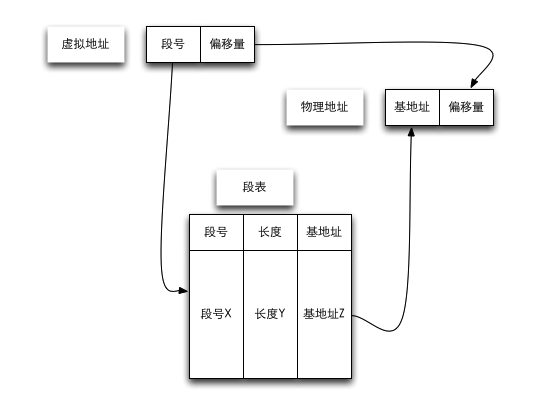 虚拟地址 段号 偏移量
物理地址 基地址 偏移量
段表
段号 长度 基地址
段号X 长度Y 基地址Z